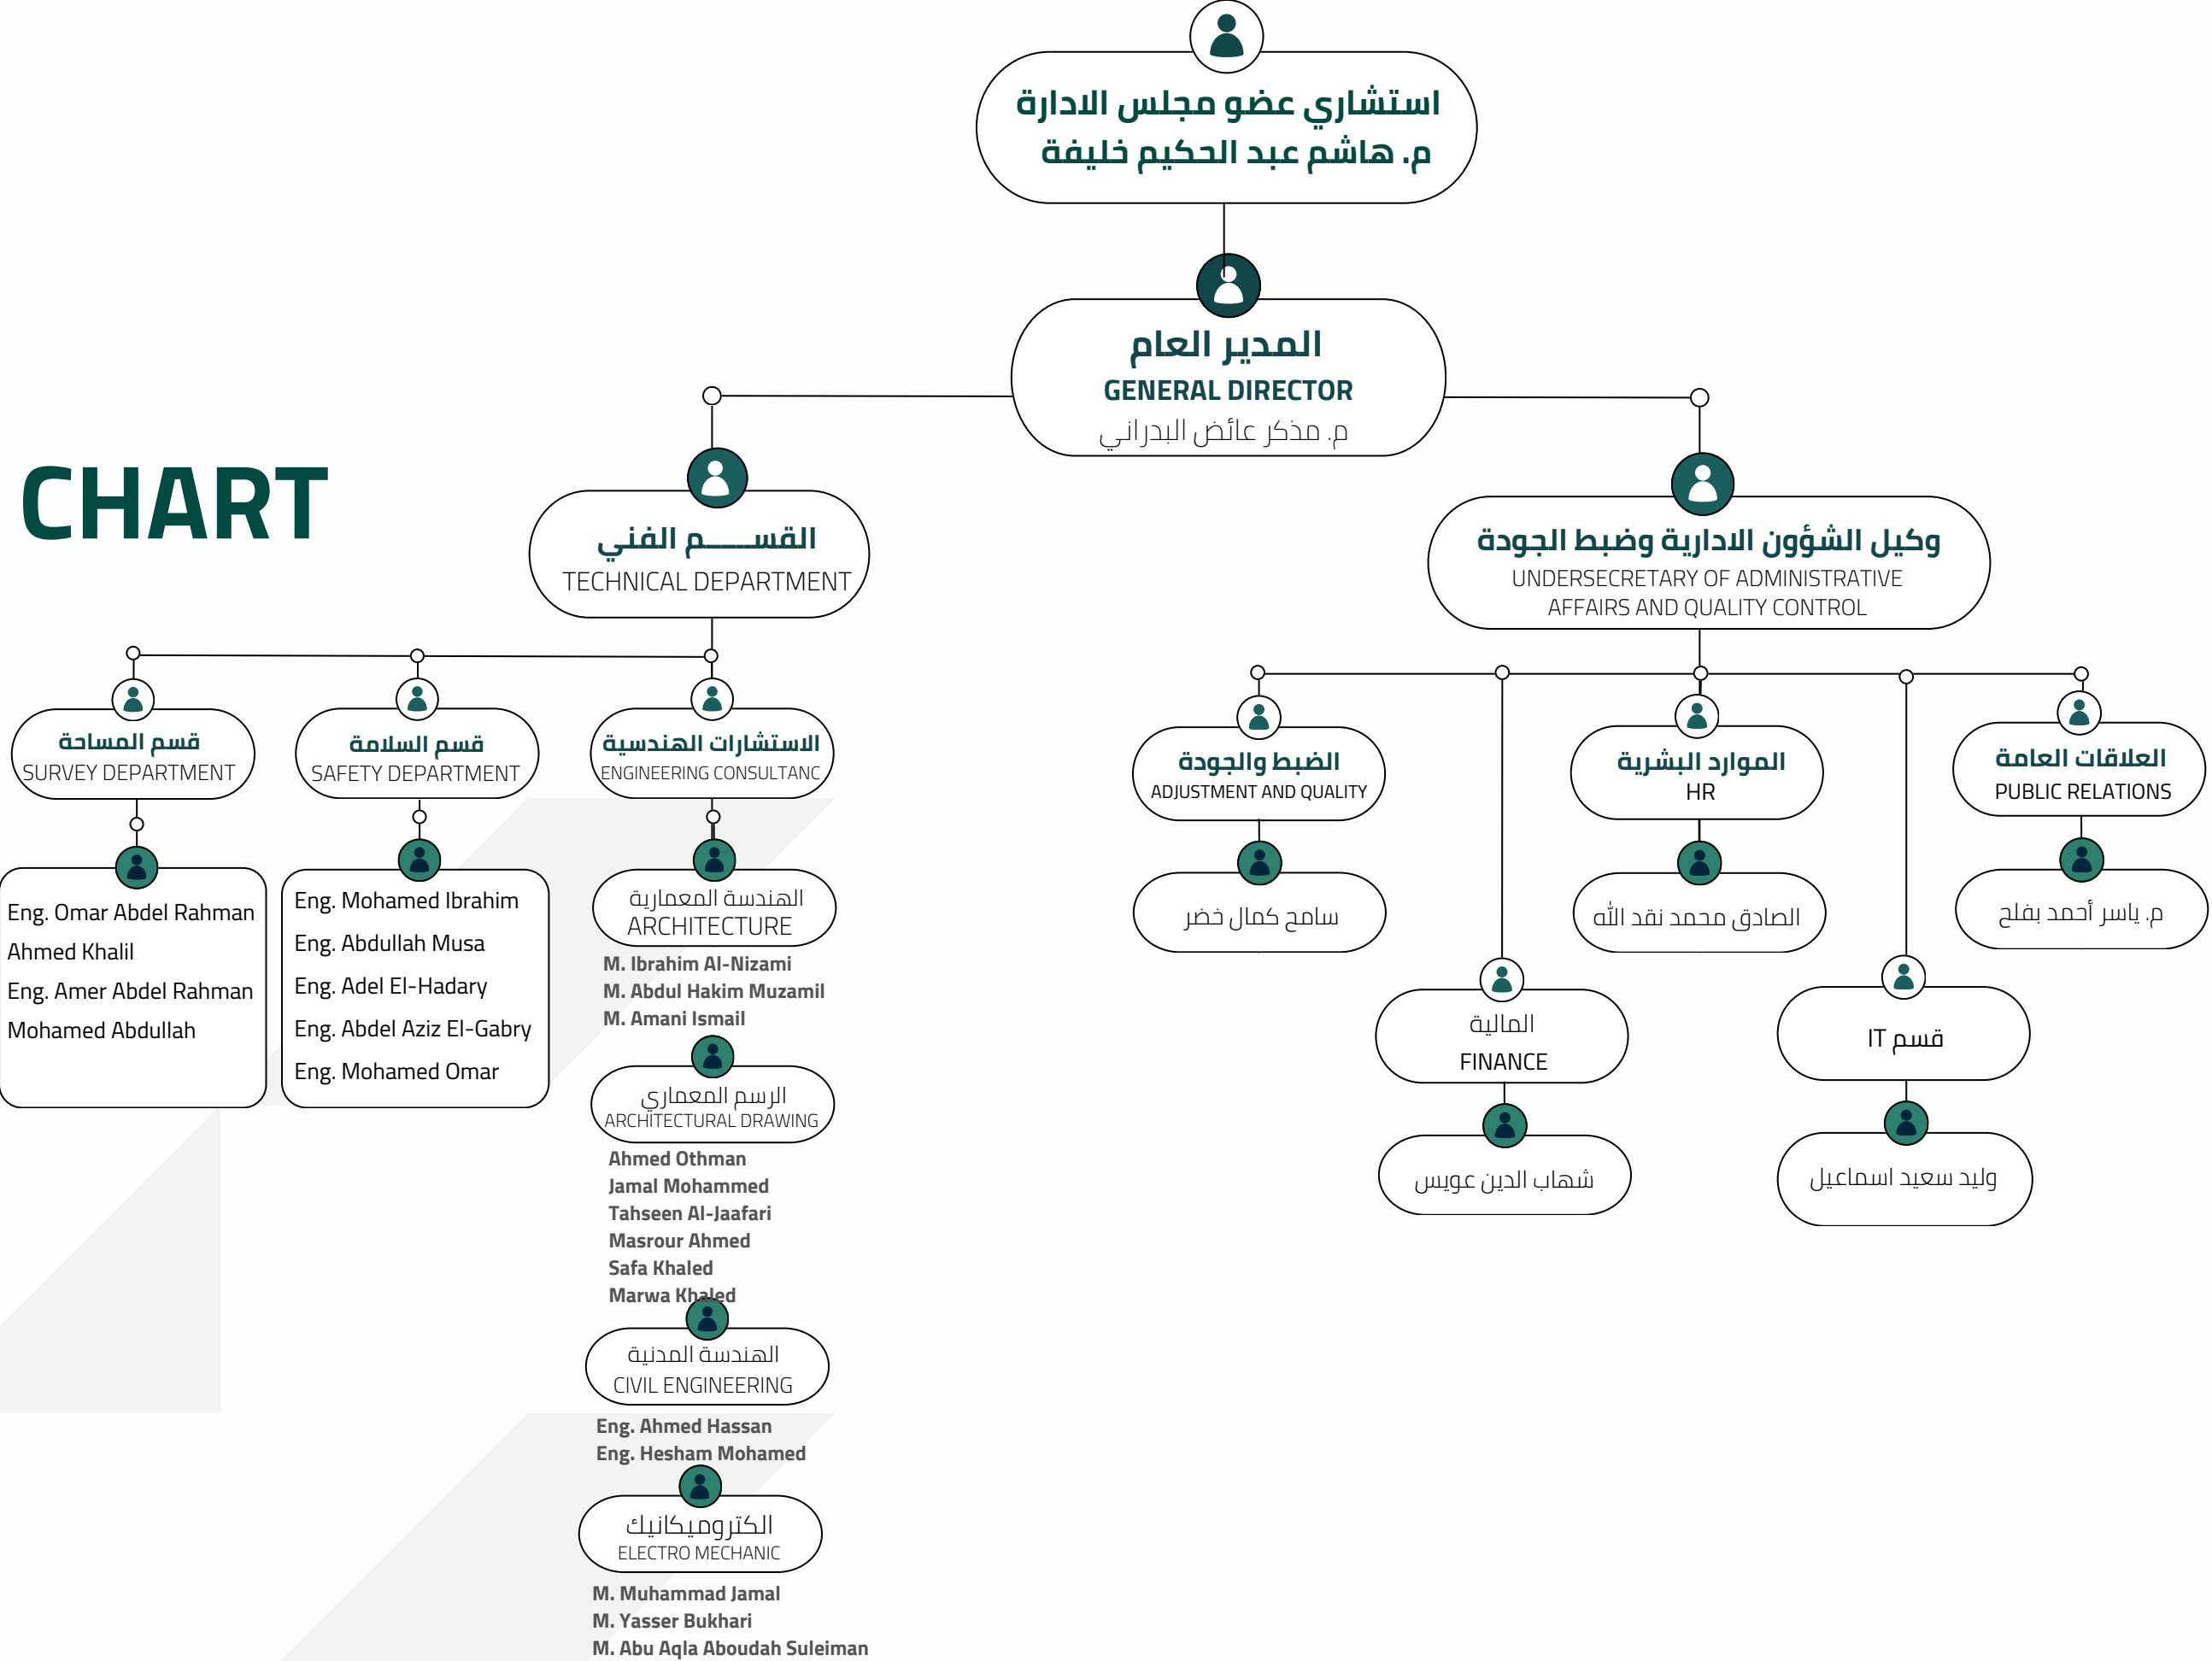 استشاري عضو مجلس الادارة
م. هاشم عبد الحكيم خليفة
المدير العام
GENERAL DIRECTOR
م. مذكر عائض البدراني
CHART
القســـــم الفني
TECHNICAL DEPARTMENT
وكيل الشؤون الادارية وضبط الجودة
UNDERSECRETARY OF ADMINISTRATIVE
AFFAIRS AND QUALITY CONTROL
قسم المساحة
SURVEY DEPARTMENT
Eng. Omar Abdel Rahman
Ahmed Khalil
Eng. Amer Abdel Rahman
Mohamed Abdullah
قسم السلامة
SAFETY DEPARTMENT
Eng. Mohamed Ibrahim
Eng. Abdullah Musa
Eng. Adel El-Hadary
Eng. Abdel Aziz El-Gabry
Eng. Mohamed Omar
الاستشارات الهندسية
ENGINEERING CONSULTANC
الهندسة المعمارية
ARCHITECTURE
M. Ibrahim Al-Nizami
M. Abdul Hakim Muzamil
M. Amani Ismail
الرسم المعماري
ARCHITECTURAL DRAWING
Ahmed Othman
Jamal Mohammed
Tahseen Al-Jaafari
Masrour Ahmed
Safa Khaled
Marwa Khaled
الهندسة المدنية
CIVIL ENGINEERING
Eng. Ahmed Hassan
Eng. Hesham Mohamed
الكتروميكانيك
ELECTRO MECHANIC
M. Muhammad Jamal
M. Yasser Bukhari
M. Abu Aqla Aboudah Suleiman
الضبط والجودة
ADJUSTMENT AND QUALITY
سامح كمال خضر
المالية
FINANCE
شهاب الدين عويس
الموارد البشرية
HR
الصادق محمد نقد الله
قسم IT
وليد سعيد اسماعيل
العلاقات العامة
PUBLIC RELATIONS
م. ياسر أحمد بفلح